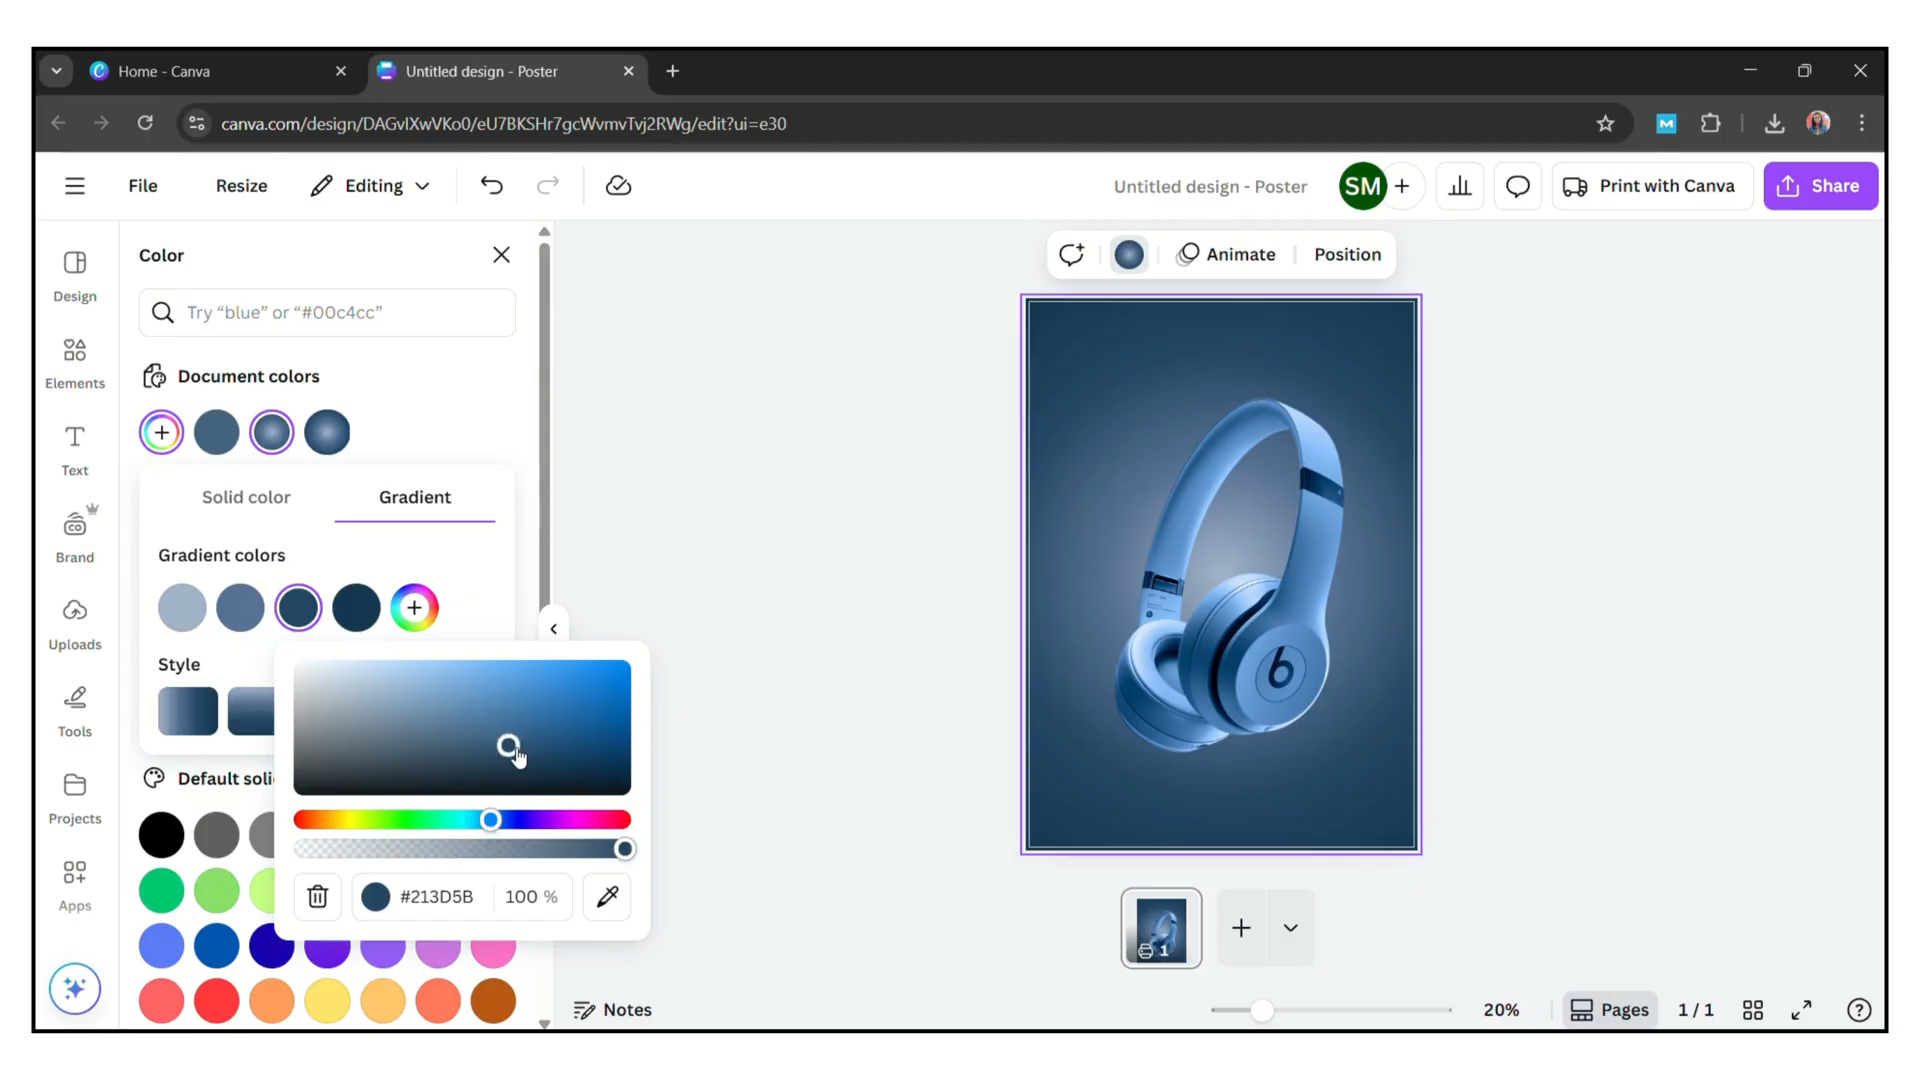 Home - Canva
Untitled design - Poster
canva.com/design/DAGvlXwVKo0/eU7BKSHr7gcWvmvTvj2RWg/edit?ui=e30
File
Resize
Editing
Untitled design - Poster
SM
Print with Canva
Share
Design
Elements
Text
Brand
Uploads
Tools
Projects
Apps
Color
Try “blue” or “#00c4cc”
Document colors
Solid color
Gradient
Gradient colors
Style
Default soli
#213D5B
100 %
Animate
Position
b
1
Notes
20%
Pages
1 / 1